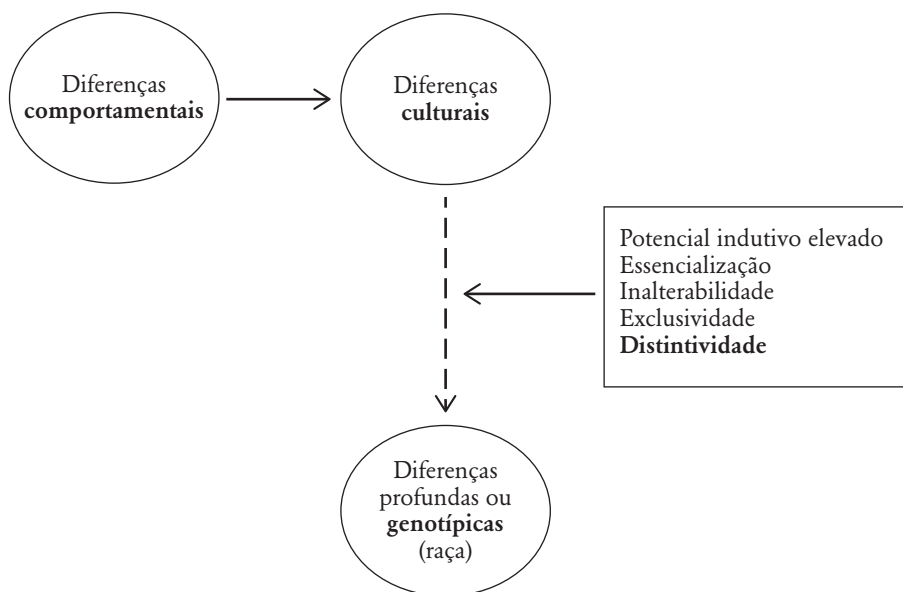 Diferenças
comportamentais
Diferenças
culturais
Potencial indutivo elevado
Essencialização
Inalterabilidade
Exclusividade
Distintividade
Diferenças
profundas ou
genotípicas
(raça)